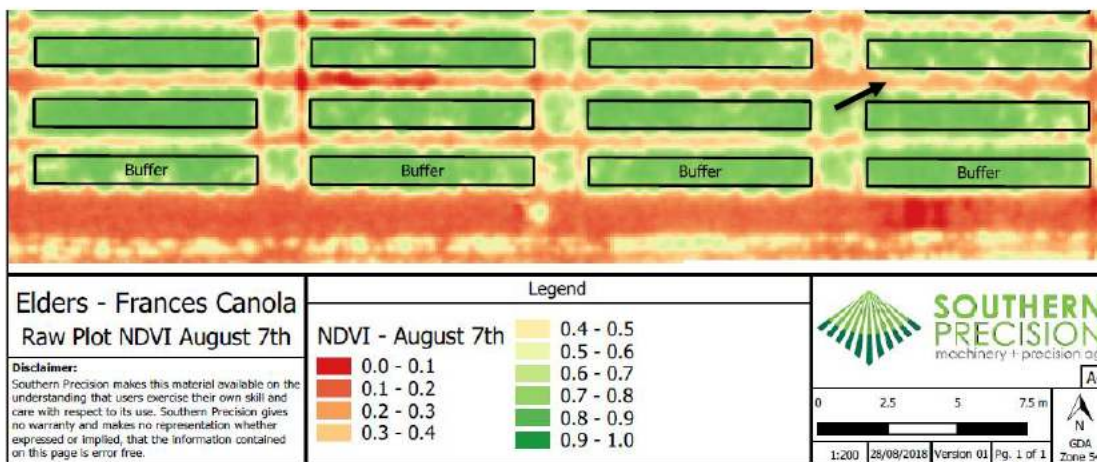 Buffer
Buffer
Buffer
Buffer
Elders - Frances Canola
Raw Plot NDVI August 7th
Disclaimer:
Southern Precision makes this material available on the
understanding that users exercise their own skill and
care with respect to its use. Southern Precision gives
no warranty and makes no representation whether
expressed or implied, that the information contained
on this page is error free.
Legend
NDVI - August 7th
0.0 - 0.1
0.1 - 0.2
0.2 - 0.3
0.3 - 0.4
0.4 - 0.5
0.5 - 0.6
0.6 - 0.7
0.7 - 0.8
0.8 - 0.9
0.9 - 1.0
SOUTHERN
PRECISION
machinery + precision ag
A
0 2.5 5 7.5 m
N
GDA
Zone 54
1:200 28/08/2018 Version 01 Pg. 1 of 1